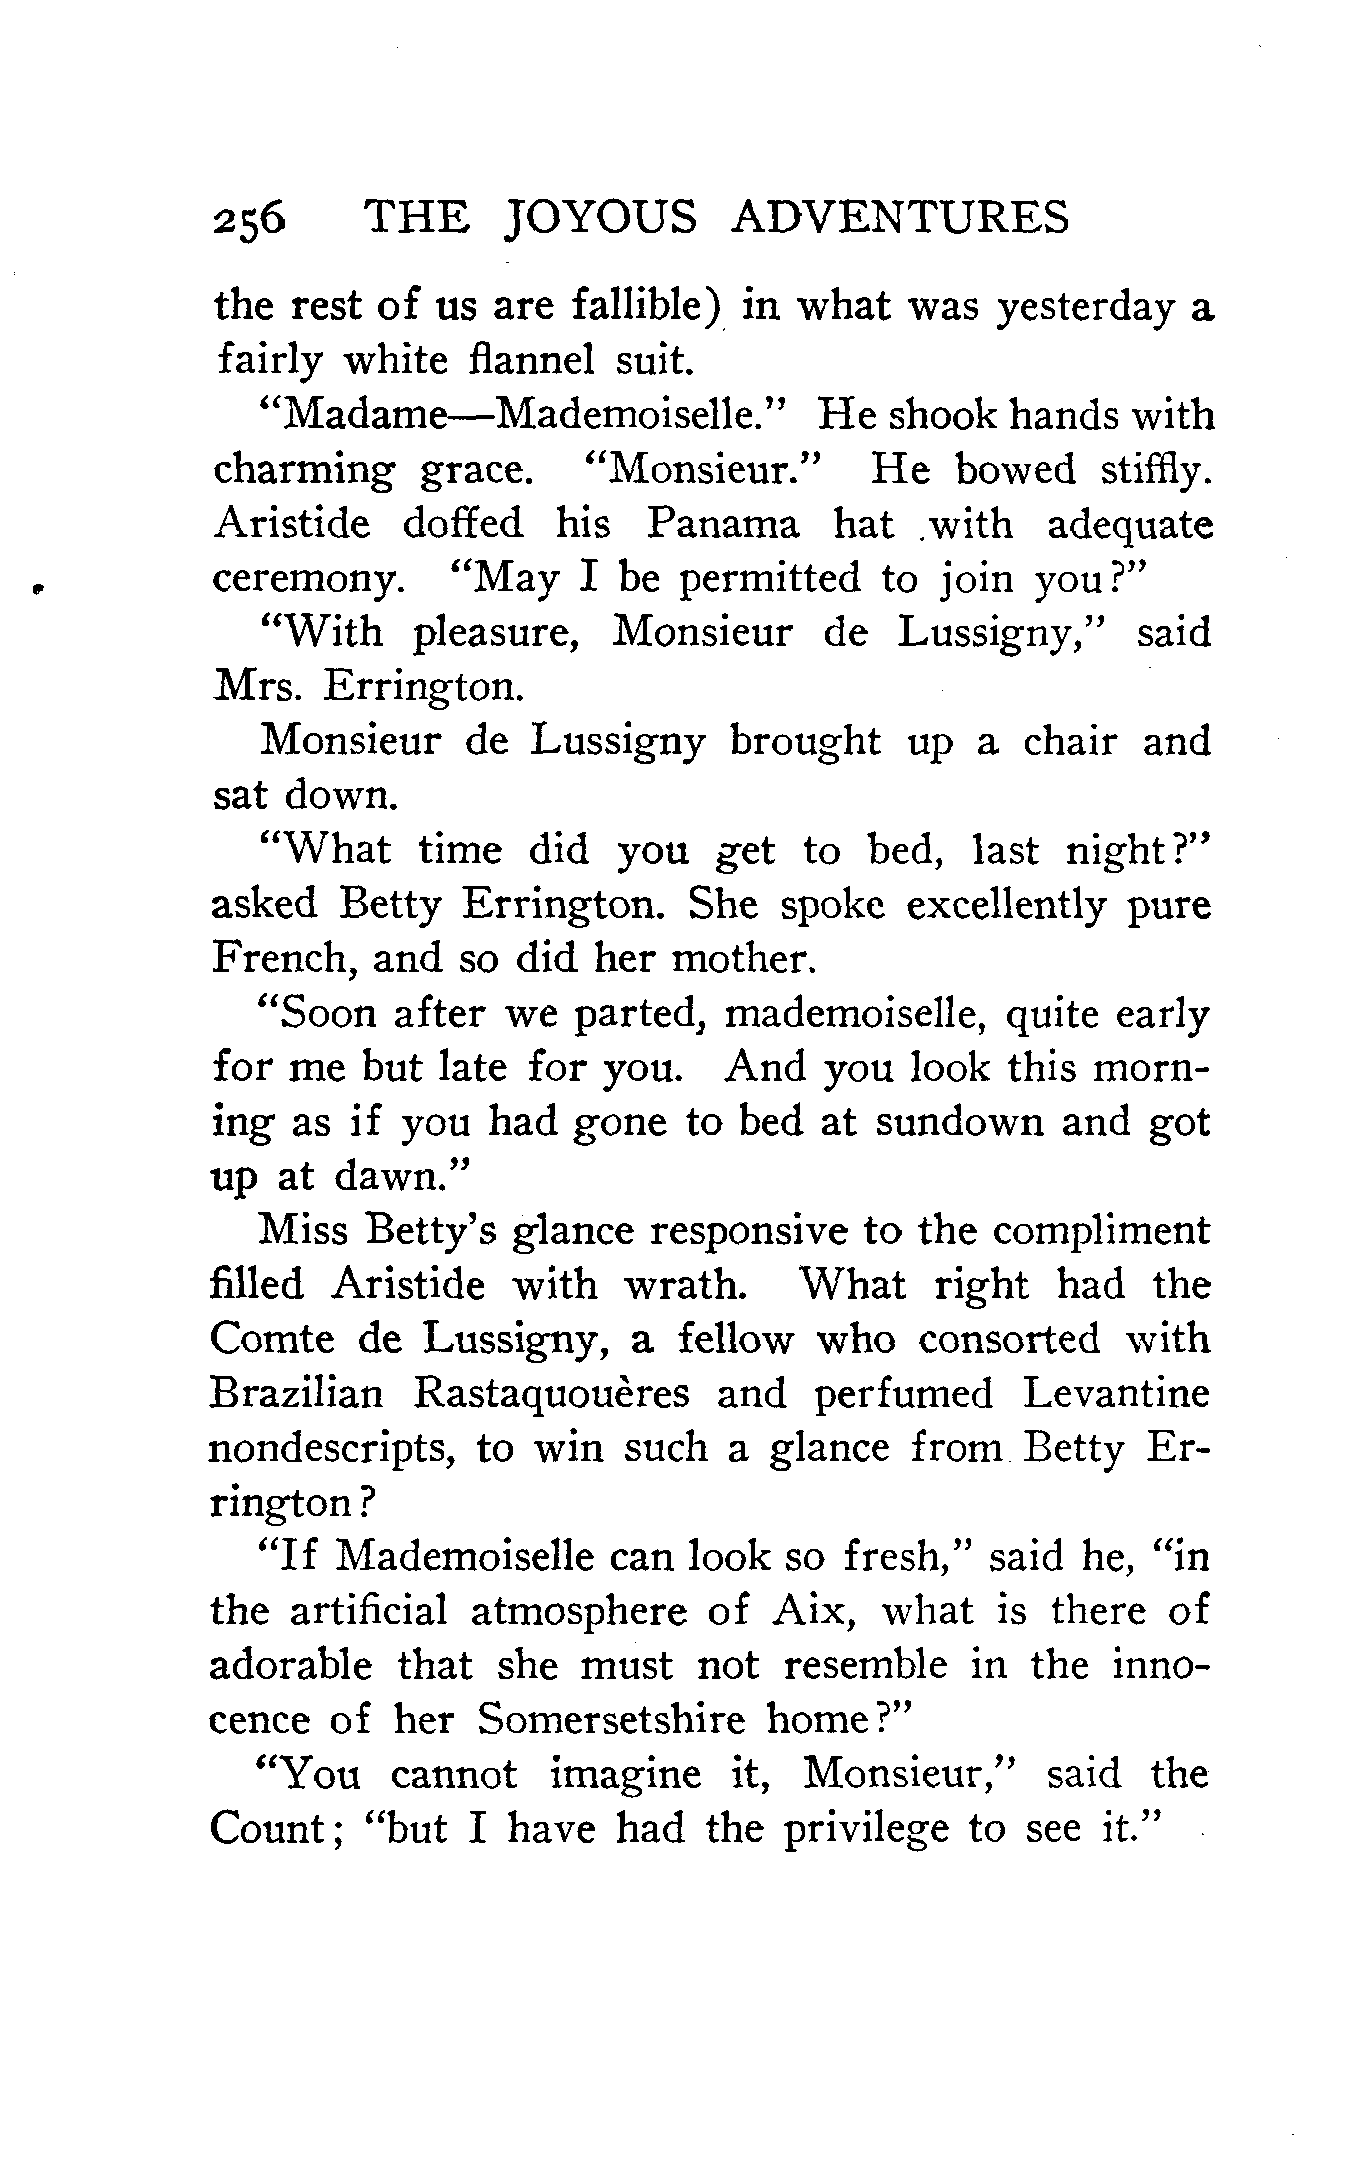 256 THE JOYOUS ADVENTURES
the rest of us are fallible) in what was yesterday a
fairly white flannel suit.
“Madame—Mademoiselle.” He shook hands with
charming grace. “Monsieur.” He bowed stiffly.
Aristide doffed his Panama hat with adequate
ceremony. “May I be permitted to join you?”
“With pleasure, Monsieur de Lussigny,” said
Mrs. Errington.
Monsieur de Lussigny brought up a chair and
sat down.
“What time did you get to bed, last night?”
asked Betty Errington. She spoke excellently pure
French, and so did her mother.
“Soon after we parted, mademoiselle, quite early
for me but late for you. And you look this morn-
ing as if you had gone to bed at sundown and got
up at dawn.”
Miss Betty’s glance responsive to the compliment
filled Aristide with wrath. What right had the
Comte de Lussigny, a fellow who consorted with
Brazilian Rastaquouères and perfumed Levantine
nondescripts, to win such a glance from Betty Er-
rington?
“If Mademoiselle can look so fresh,” said he, “in
the artificial atmosphere of Aix, what is there of
adorable that she must not resemble in the inno-
cence of her Somersetshire home?”
“You cannot imagine it, Monsieur,” said the
Count; “but I have had the privilege to see it.”